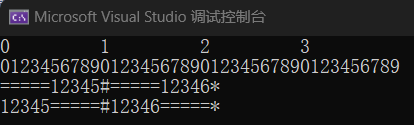 Microsoft Visual Studio 调试控制台
0         1         2         3
0123456789012345678901234567890123456789
=====12345#=====12346*
12345=====#12346=====*